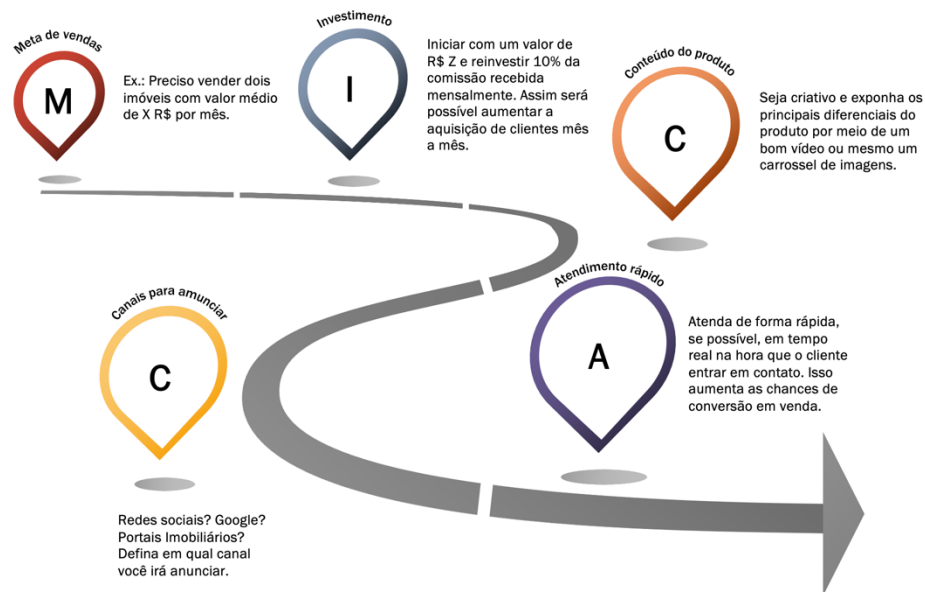 Meta de vendas
M
Ex.: Preciso vender dois
imóveis com valor médio
de X R$ por mês.
Investimento
I
Iniciar com um valor de
R$ Z e reinvestir 10% da
comissão recebida
mensalmente. Assim será
possível aumentar a
aquisição de clientes mês
a mês.
Conteúdo do produto
C
Seja criativo e exponha os
principais diferenciais do
produto por meio de um
bom vídeo ou mesmo um
carrossel de imagens.
Canais para amunciar
C
Redes sociais? Google?
Portais Imobiliários?
Defina em qual canal
você irá anunciar.
Atendimento rápido
A
Atenda de forma rápida,
se possível, em tempo
real na hora que o cliente
entrar em contato. Isso
aumenta as chances de
conversão em venda.